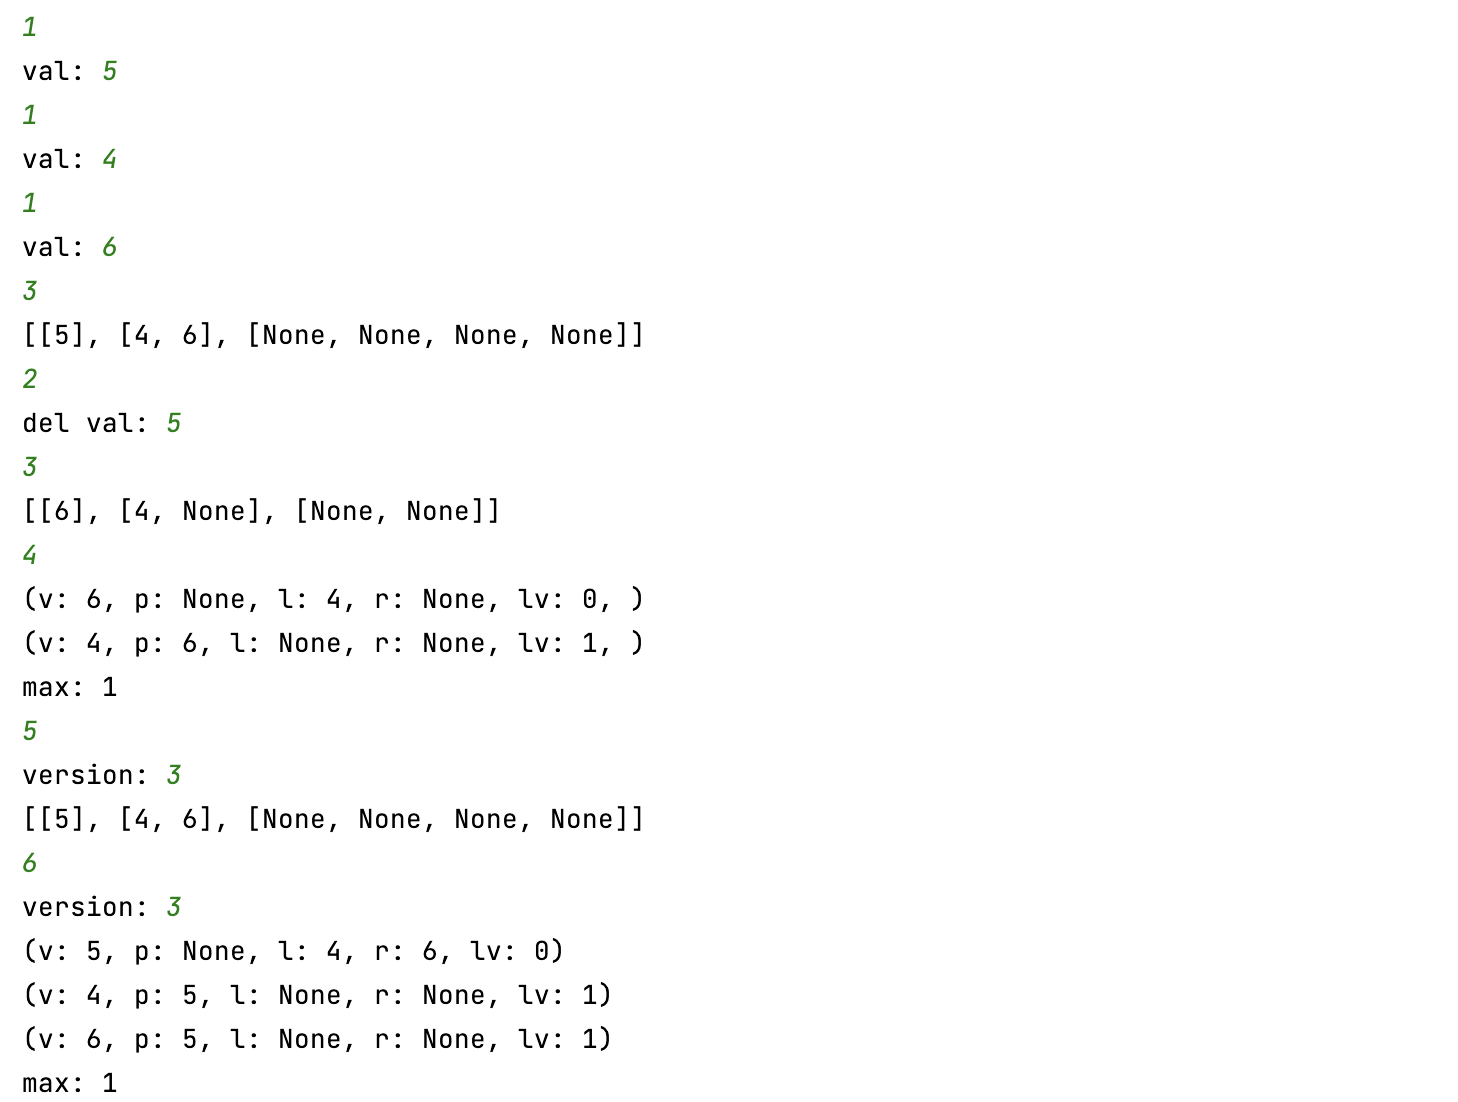 1
val: 5
1
val: 4
1
val: 6
3
[[5], [4, 6], [None, None, None, None]]
2
del val: 5
3
[[6], [4, None], [None, None]]
4
(v: 6, p: None, l: 4, r: None, lv: 0, )
(v: 4, p: 6, l: None, r: None, lv: 1, )
max: 1
5
version: 3
[[5], [4, 6], [None, None, None, None]]
6
version: 3
(v: 5, p: None, l: 4, r: 6, lv: 0)
(v: 4, p: 5, l: None, r: None, lv: 1)
(v: 6, p: 5, l: None, r: None, lv: 1)
max: 1